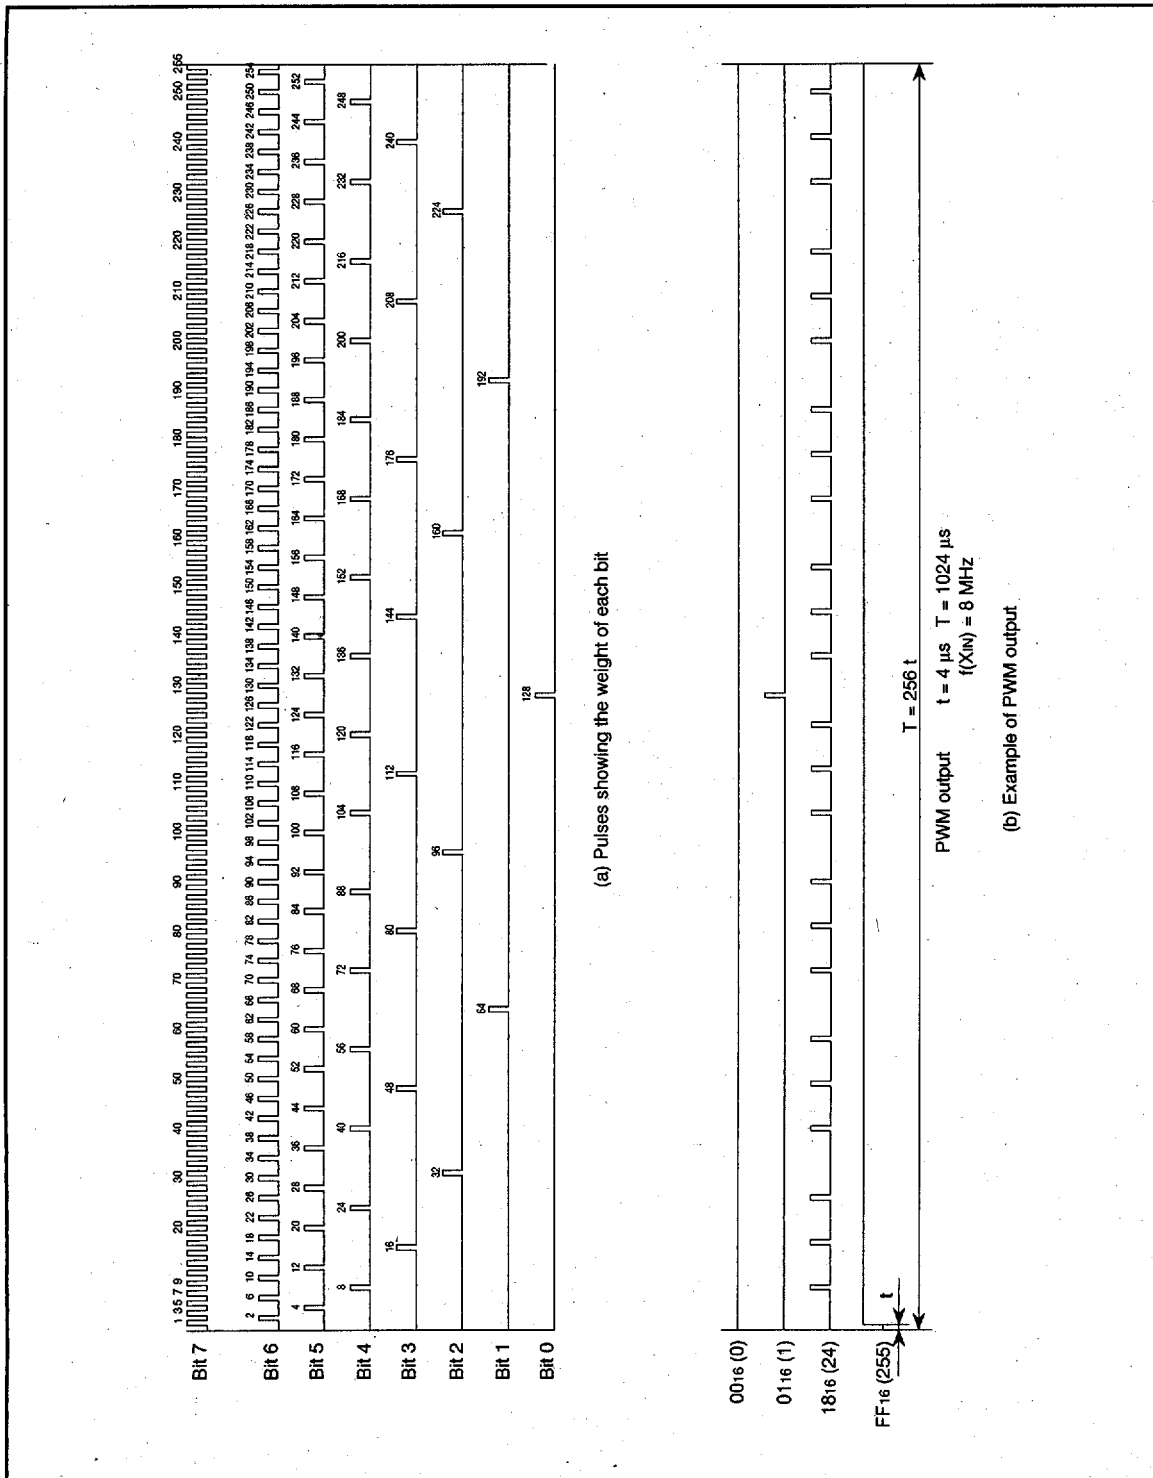 1 3 5 7 9 20 30 40 50 60 70 80 90 100 110 120 130 140 150 160 170 180 190 200 210 220 230 240 250 255
Bit 7
2 6 10 14 18 22 26 30 34 38 42 46 50 54 58 62 66 70 74 78 82 86 90 94 98 102 106 110 114 118 122 126 130 134 138 142 146 150 154 158 162 166 170 174 178 182 186 190 194 198 202 206 210 214 218 222 226 230 234 238 242 246 250 254
Bit 6
4 12 20 28 36 44 52 60 68 76 84 92 100 108 116 124 132 140 148 156 164 172 180 188 196 204 212 220 228 236 244 252
Bit 5
8 24 40 56 72 88 104 120 136 152 168 184 200 216 232 248
Bit 4
16 48 80 112 144 176 208 240
Bit 3
32 96 160 224
Bit 2
64 192
Bit 1
128
Bit 0
(a) Pulses showing the weight of each bit
0016 (0)
0116 (1)
1816 (24)
FF16 (255)
t
T = 256 t
PWM output t = 4 µs T = 1024 µs
f(XIN) = 8 MHz
(b) Example of PWM output